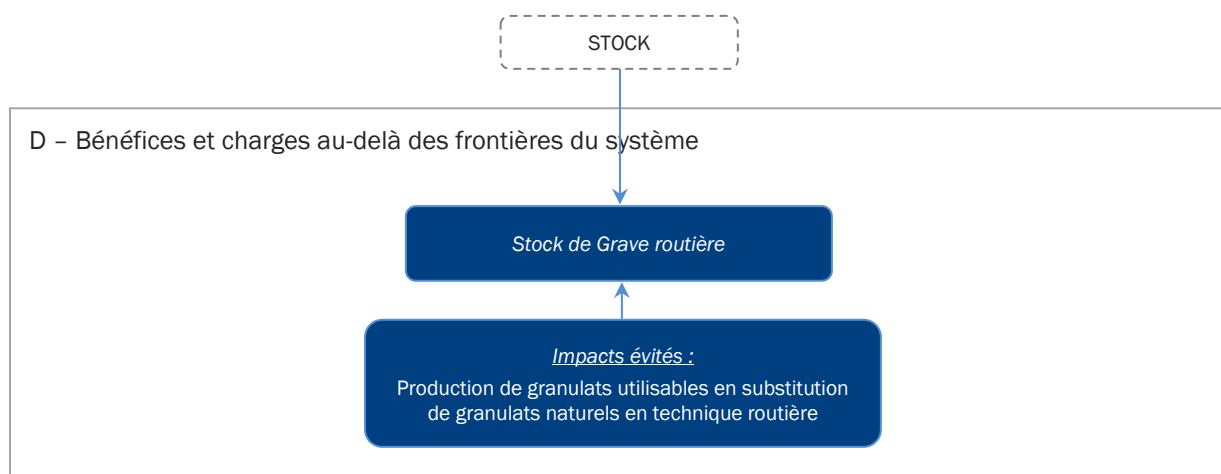 STOCK
D – Bénéfices et charges au-delà des frontières du système
Stock de Grave routière
Impacts évités :
Production de granulats utilisables en substitution
de granulats naturels en technique routière